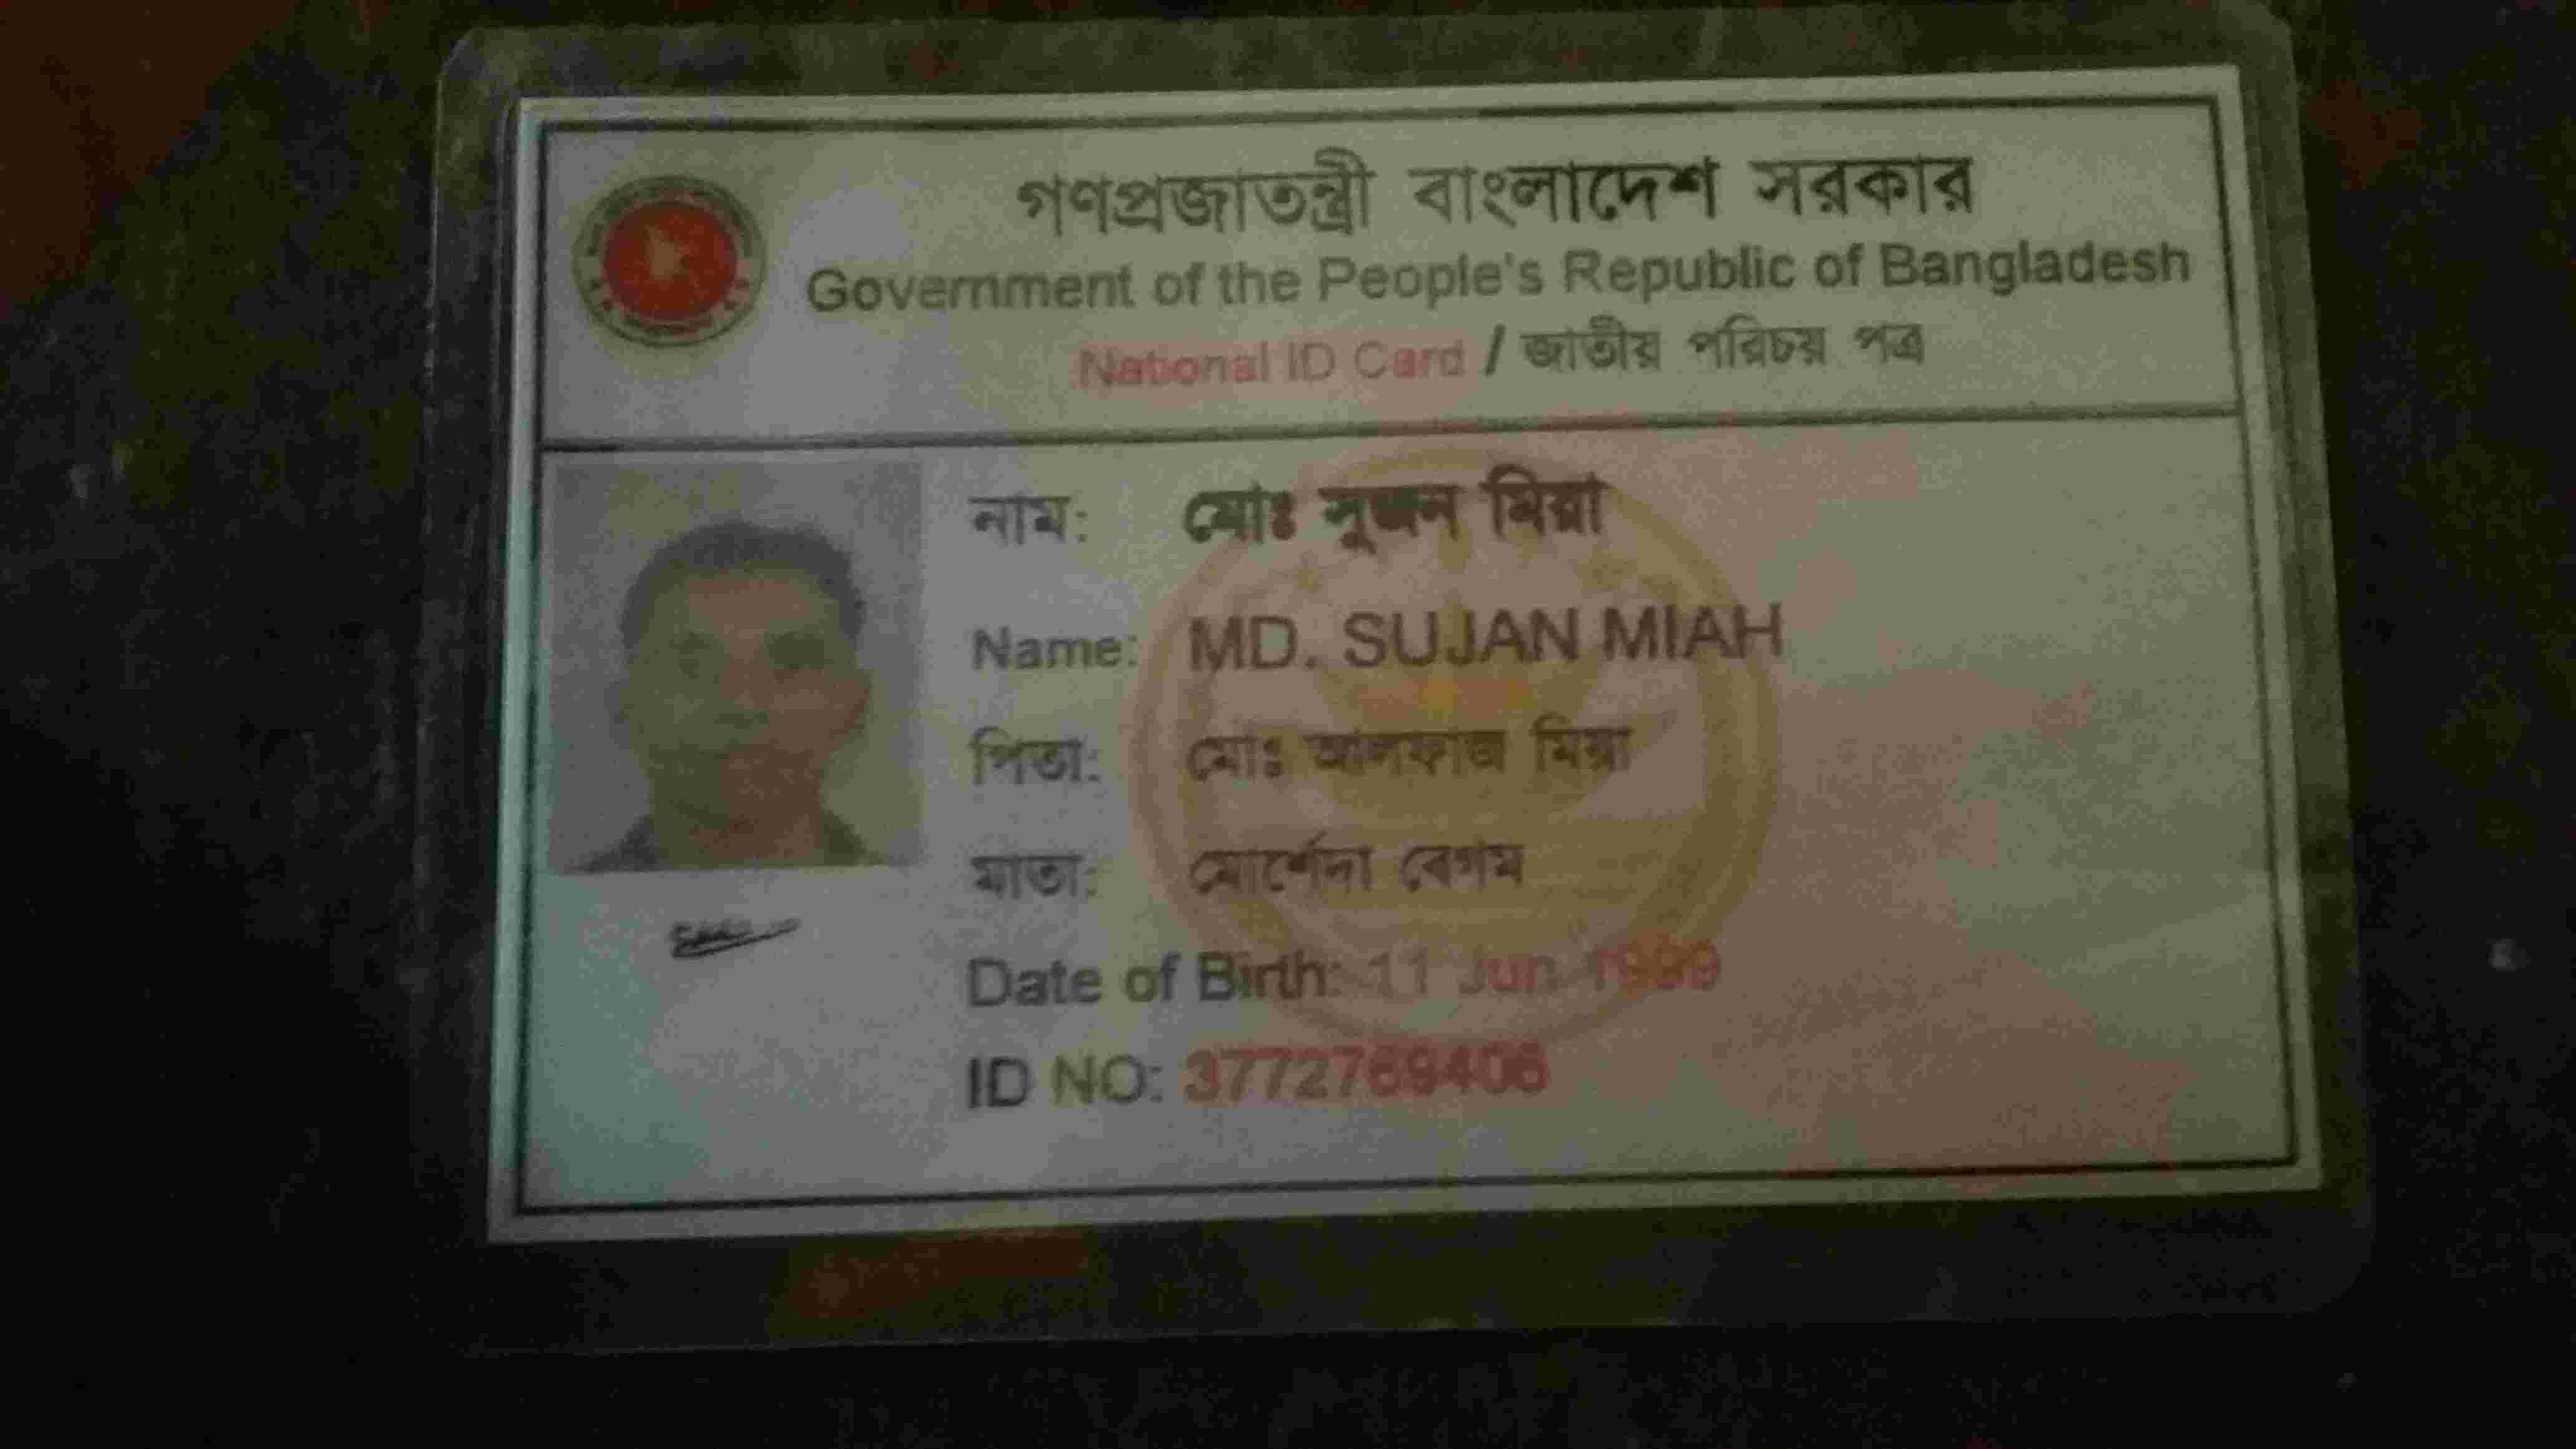 গণপ্রজাতন্ত্রী বাংলাদেশ সরকার
Government of the People's Republic of Bangladesh
National ID Card / জাতীয় পরিচয় পত্র
নাম: মোঃ সুজন মিয়া
Name: MD. SUJAN MIAH
পিতা: মোঃ আলফাজ মিয়া
মাতা: মোর্শেদা বেগম
Date of Birth: 11 Jun 1999
ID NO: 3772769406